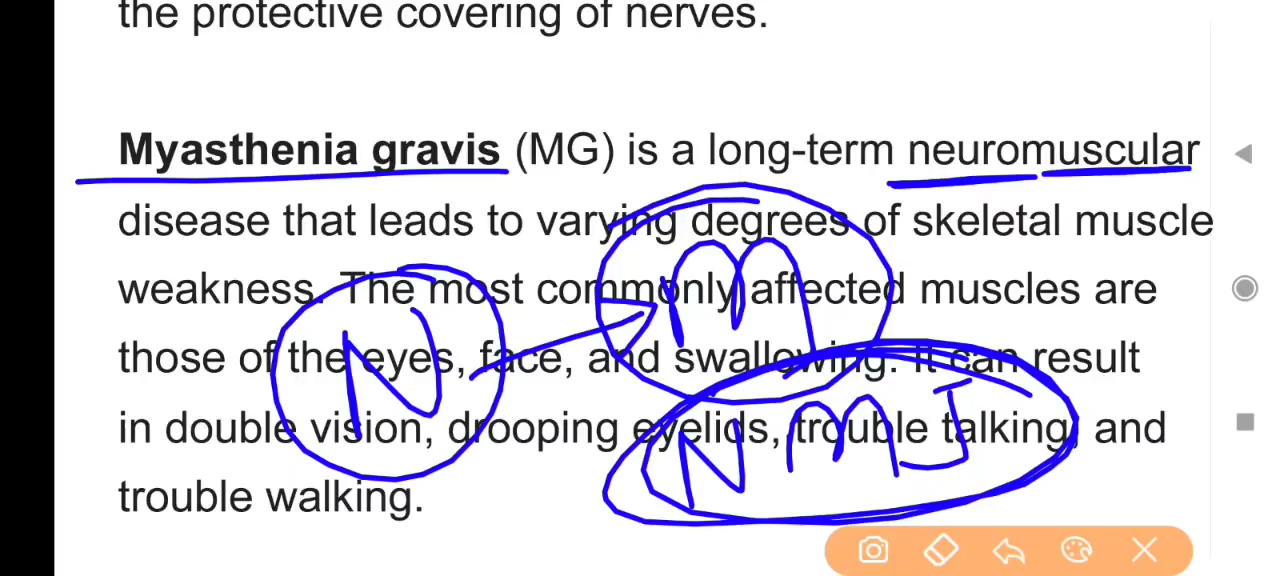 the protective covering of nerves.
Myasthenia gravis (MG) is a long-term neuromuscular
disease that leads to varying degrees of skeletal muscle
weakness. The most commonly affected muscles are
those of the eyes, face, and swallowing. It can result
in double vision, drooping eyelids, trouble talking, and
trouble walking.
N
M
NMJ